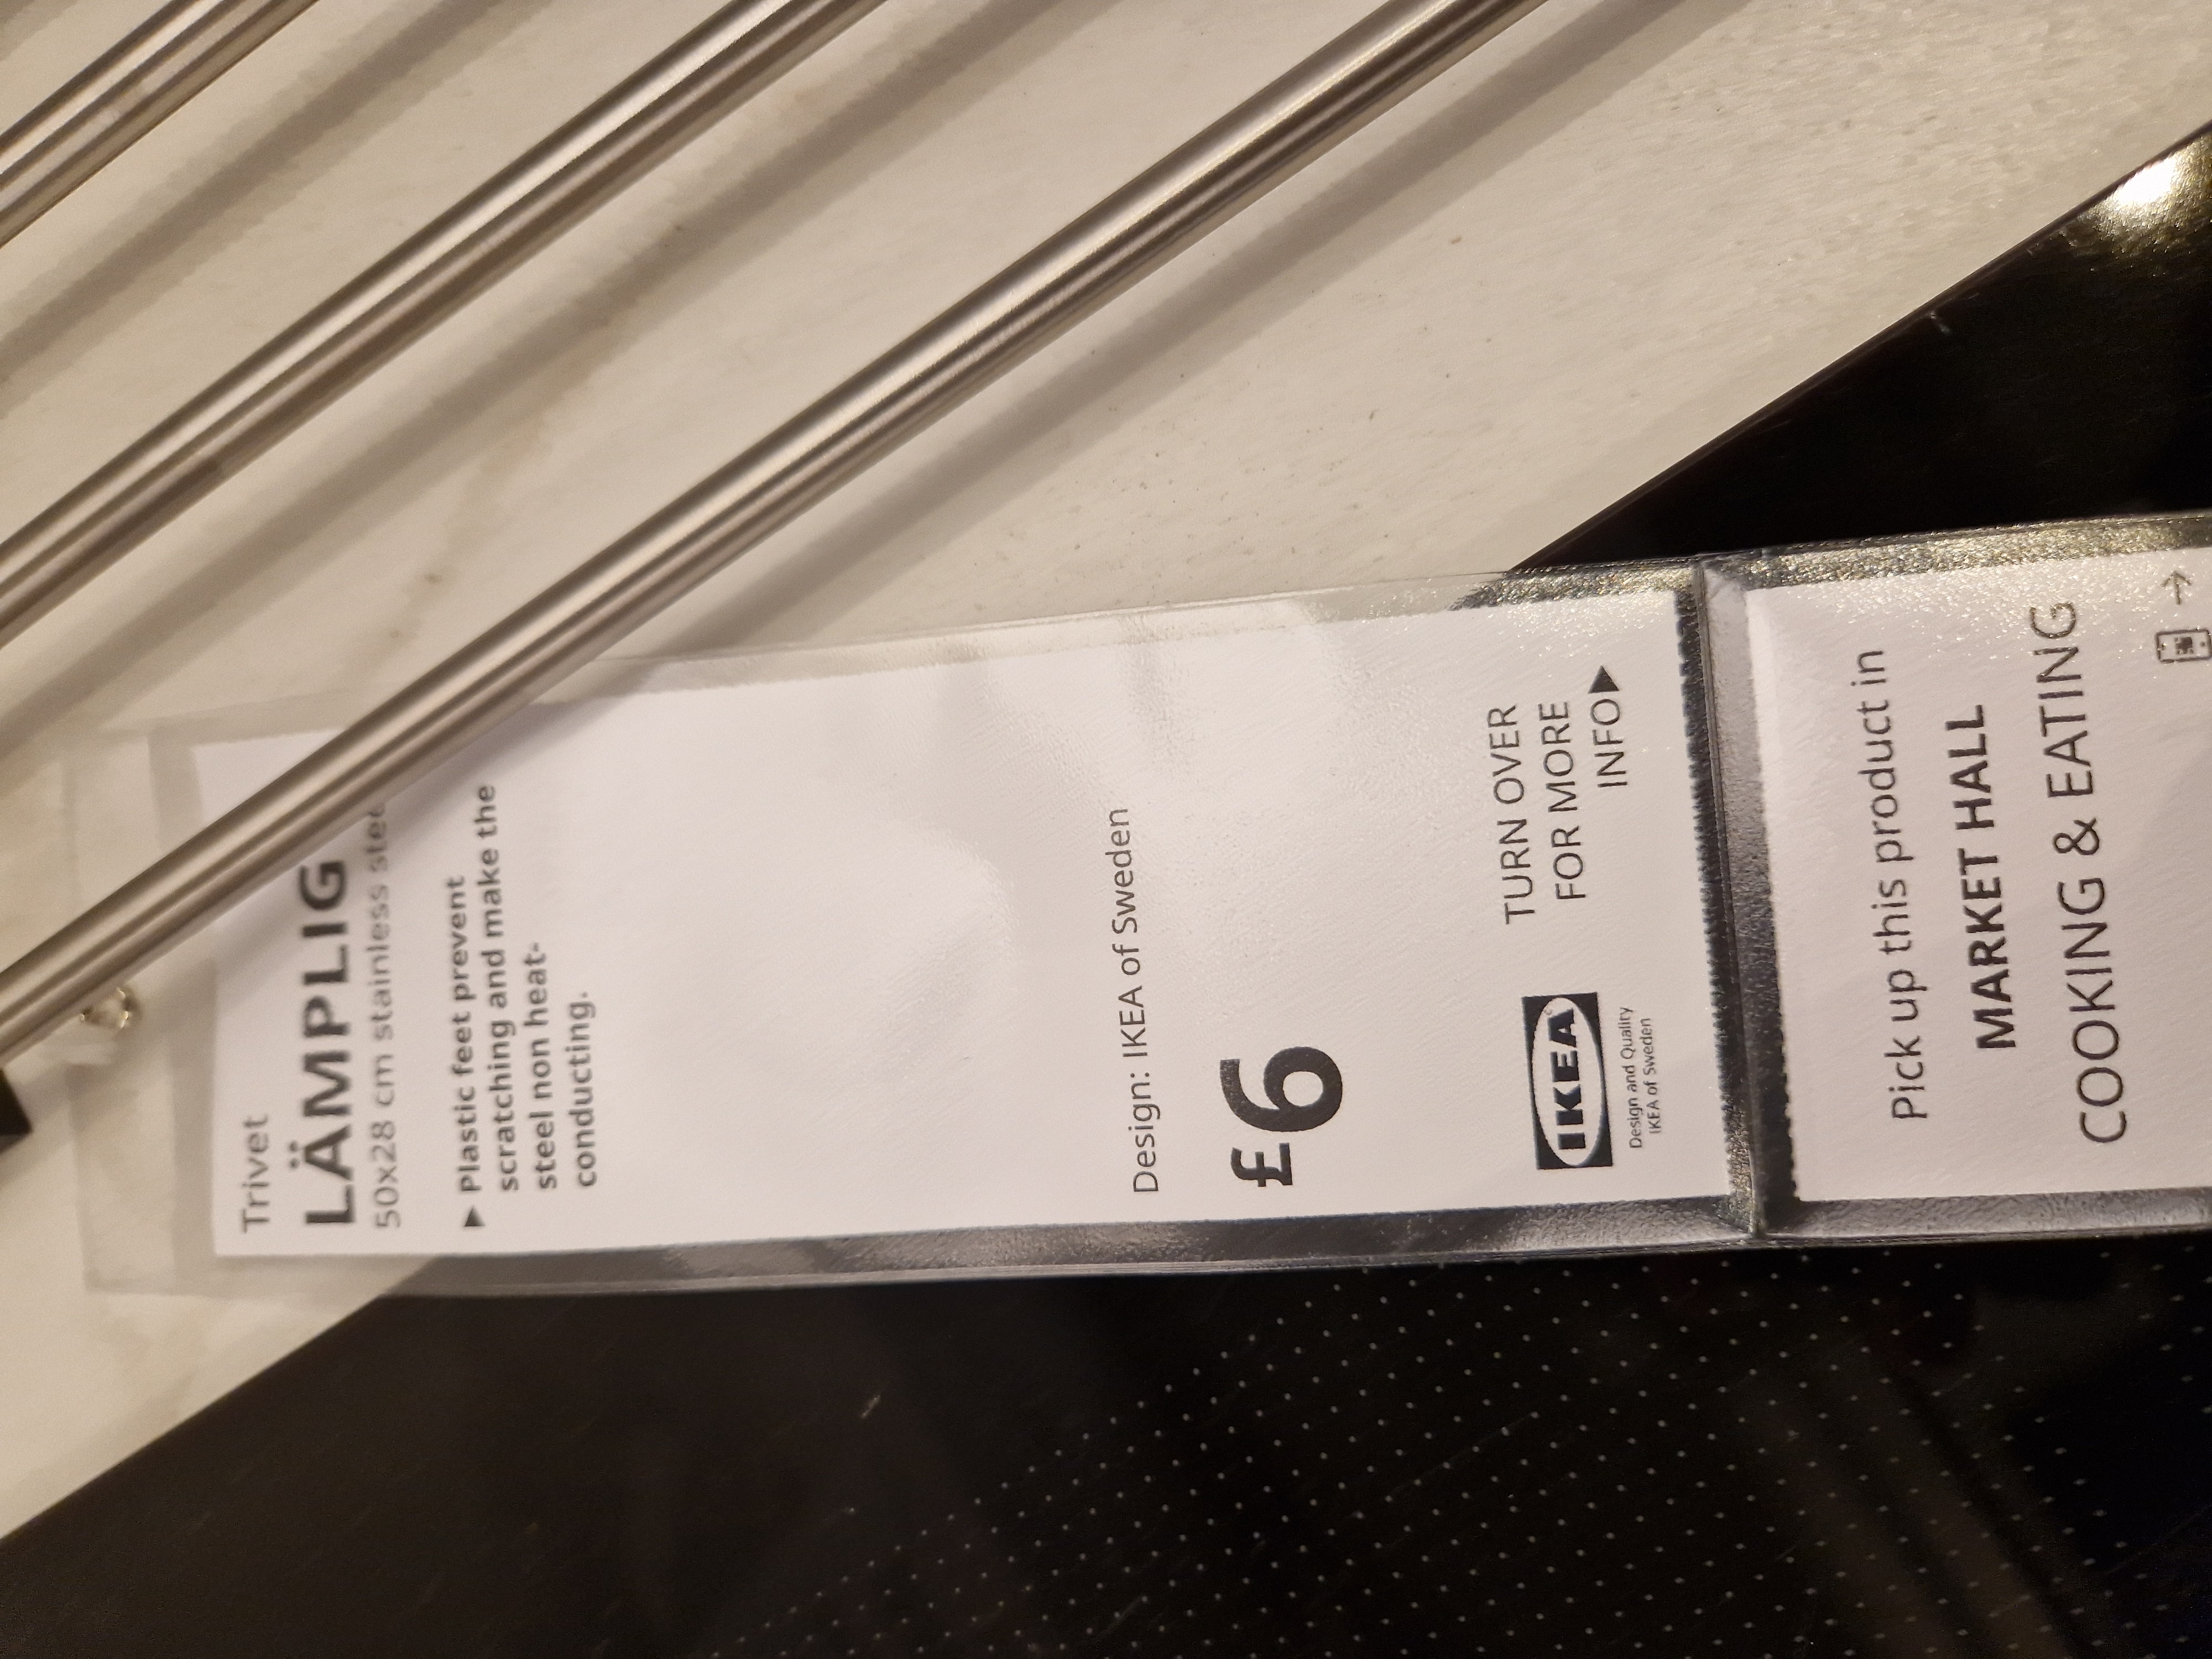 Trivet
LÄMPLIG
50x28 cm stainless stee
▶ Plastic feet prevent
scratching and make the
steel non heat-
conducting.
Design: IKEA of Sweden
£6
TURN OVER
FOR MORE
INFO▶
IKEA
Design and Quality
IKEA of Sweden
Pick up this product in
MARKET HALL
COOKING & EATING
→